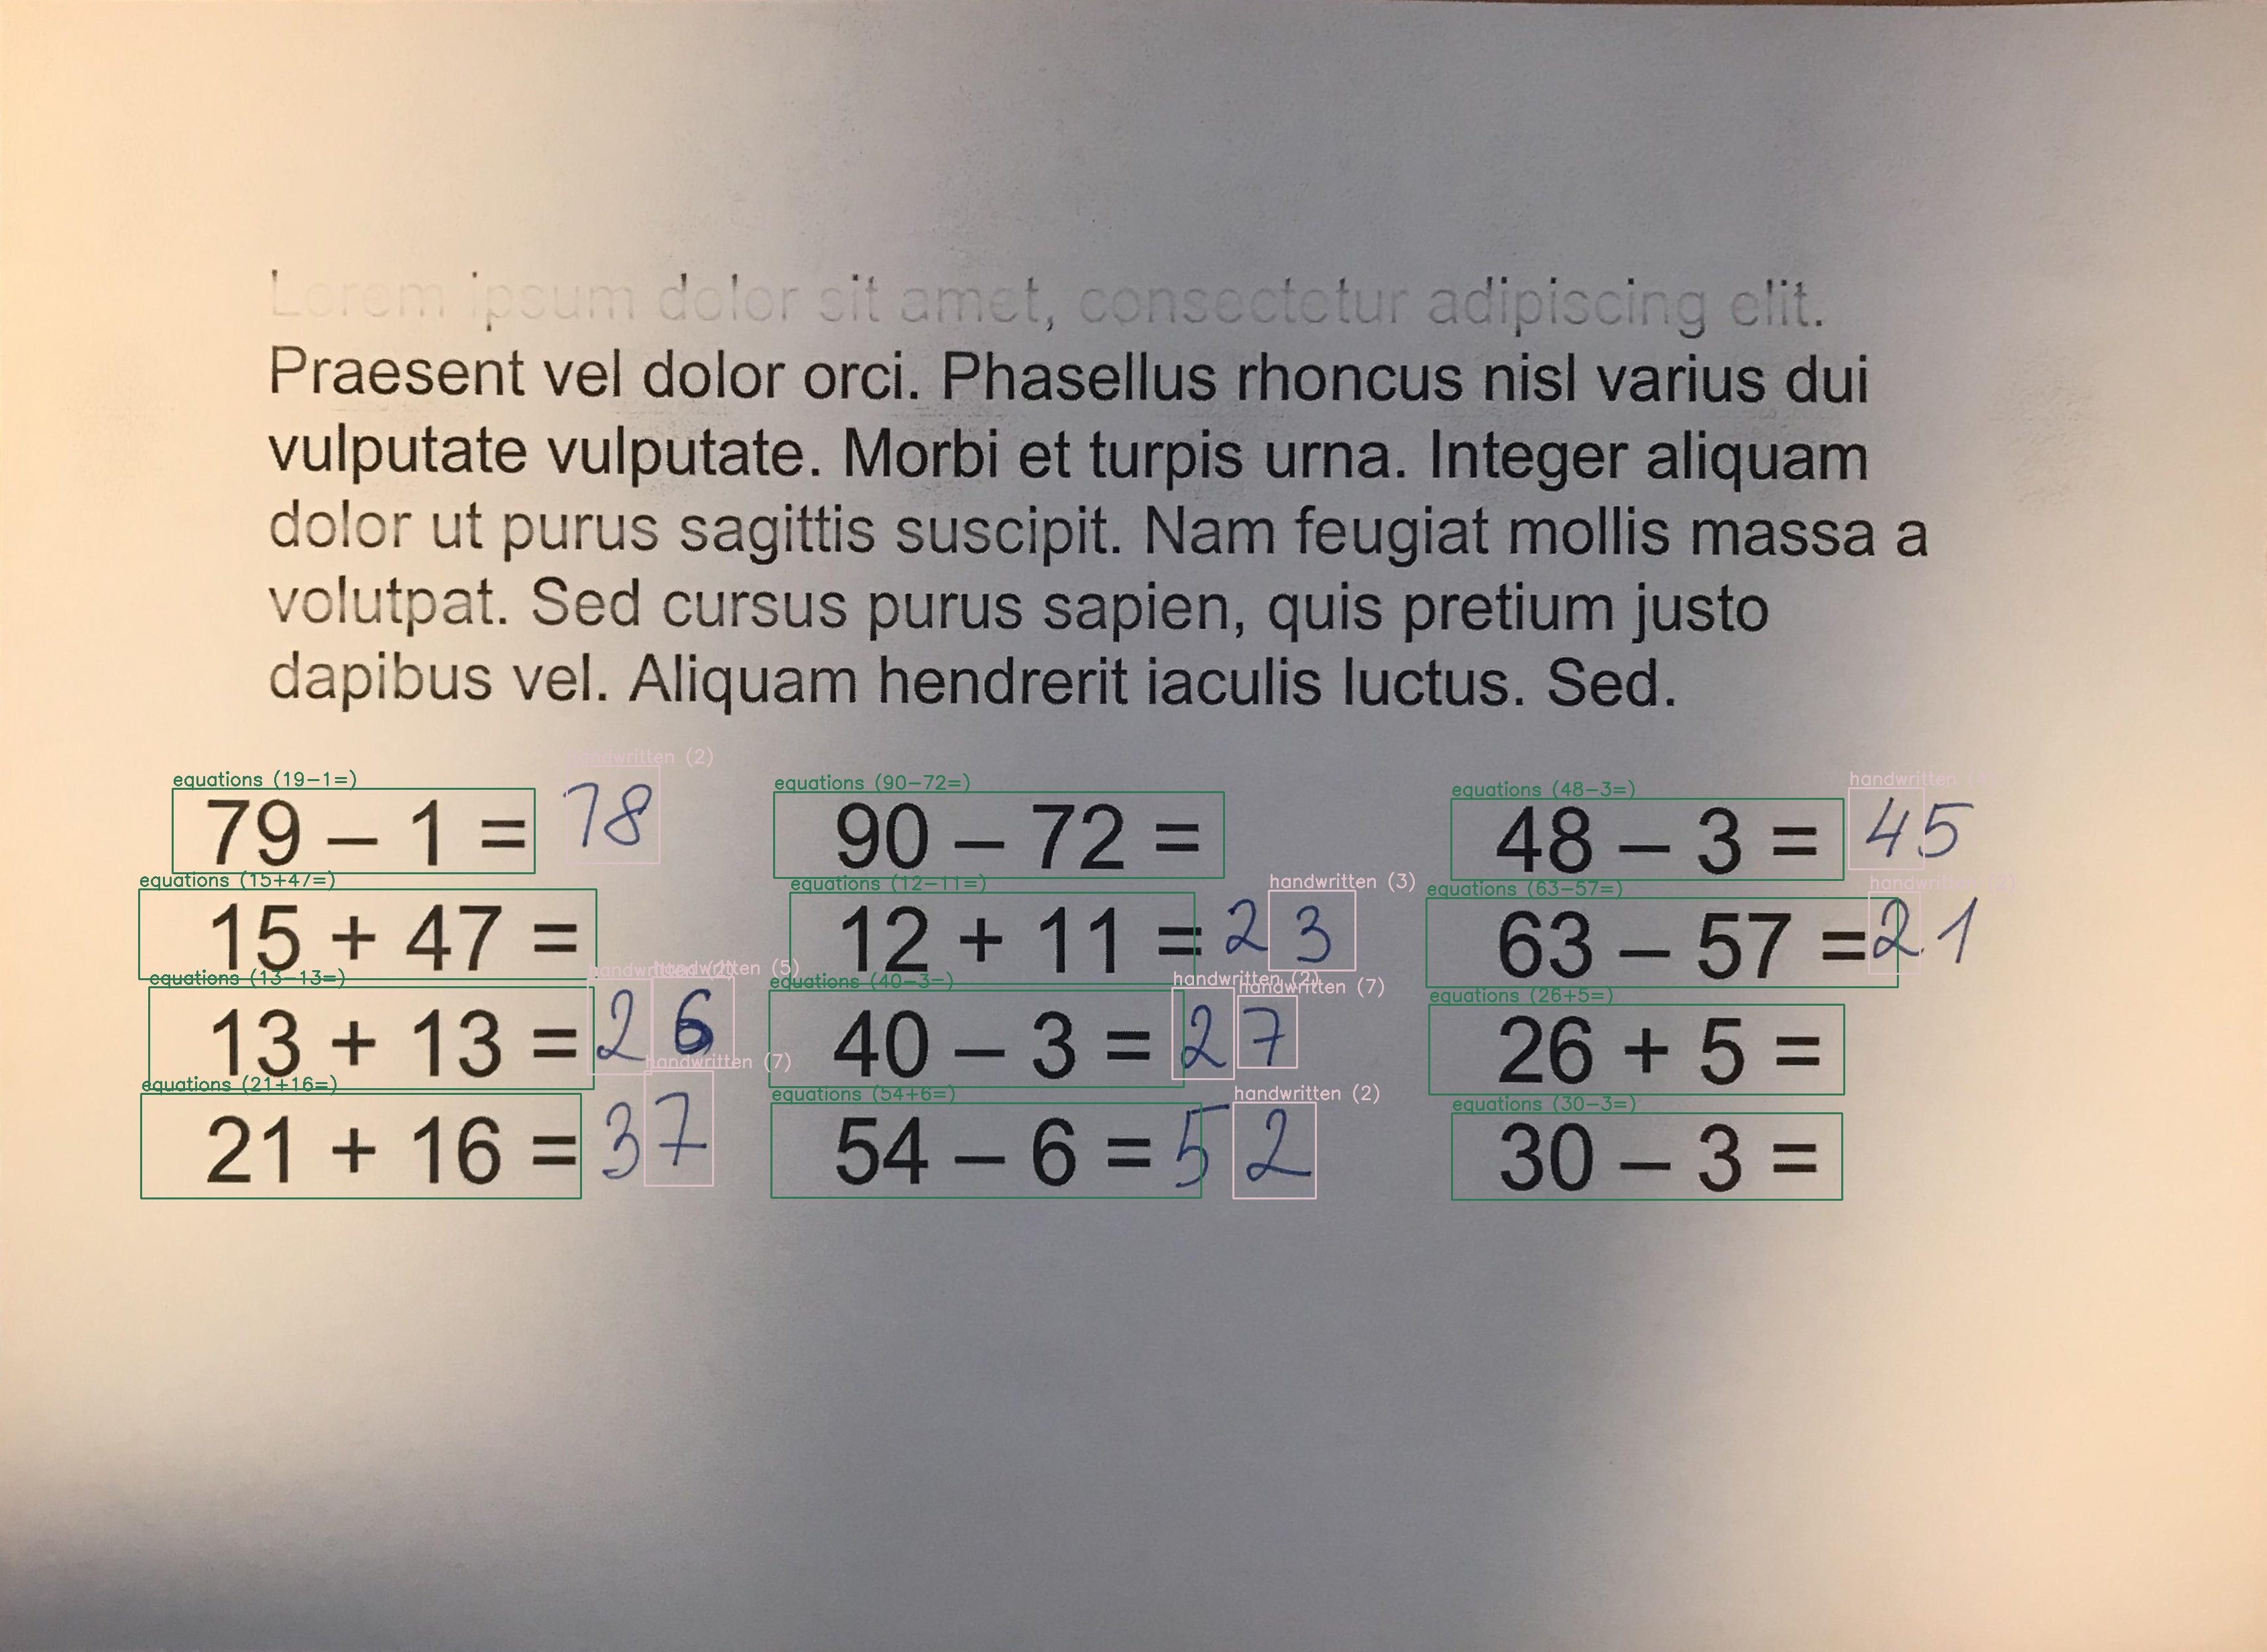 Lorem ipsum dolor sit amet, consectetur adipiscing elit.
Praesent vel dolor orci. Phasellus rhoncus nisl varius dui
vulputate vulputate. Morbi et turpis urna. Integer aliquam
dolor ut purus sagittis suscipit. Nam feugiat mollis massa a
volutpat. Sed cursus purus sapien, quis pretium justo
dapibus vel. Aliquam hendrerit iaculis luctus. Sed.
handwritten (2)
equations (19-1=) equations (90-72=) equations (48-3=) handwritten
79 – 1 = 78 90 – 72 = 48 – 3 = 45
equations (15+47=) equations (12-11=) handwritten (3) equations (63-57=)
15 + 47 = 12 + 11 = 23 63 – 57 = 21
equations (13-13=) handwritten (5) equations (40-3-) handwritten (2) handwritten (7) equations (26+5=)
13 + 13 = 26 40 – 3 = 27 26 + 5 =
handwritten (7)
equations (21+16=) equations (54+6=) handwritten (2) equations (30-3=)
21 + 16 = 37 54 – 6 = 52 30 – 3 =